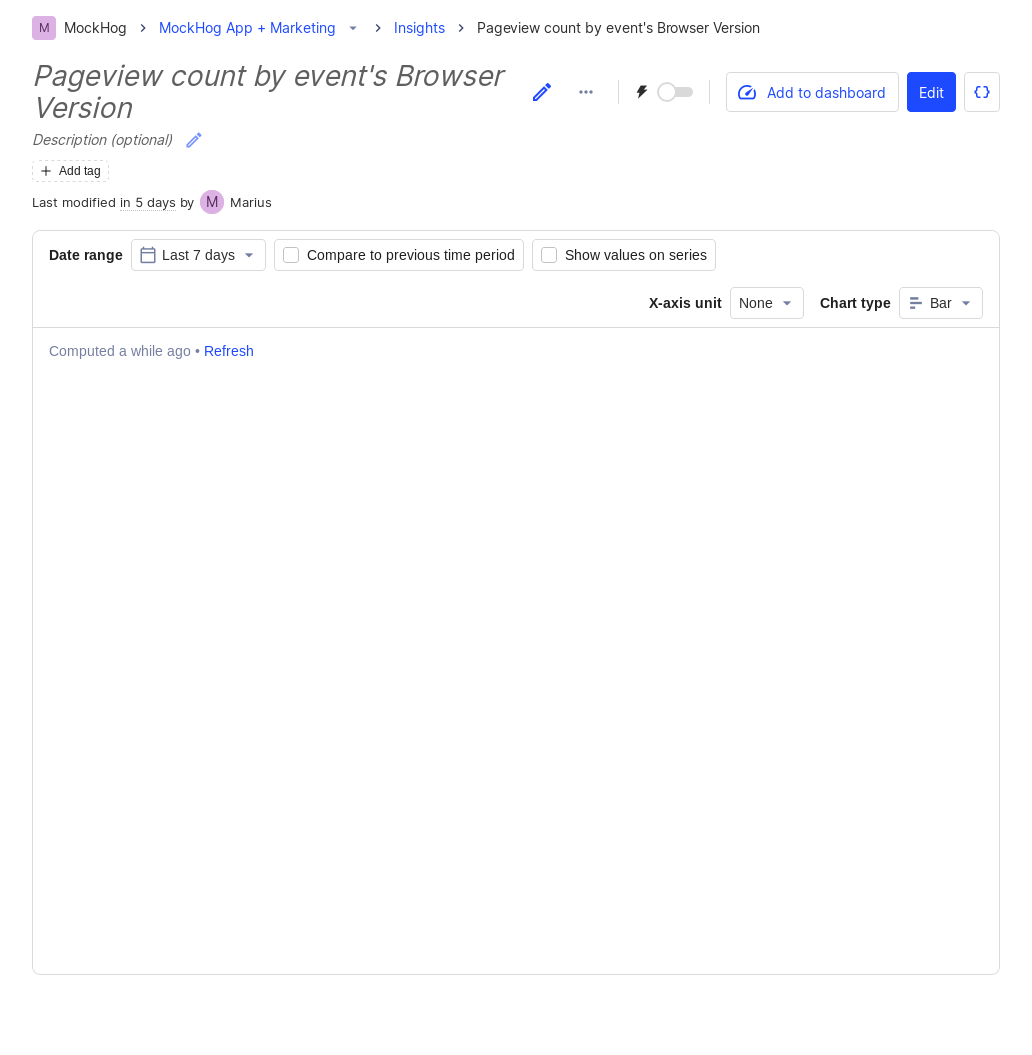 M MockHog MockHog App + Marketing Insights Pageview count by event's Browser Version
Pageview count by event's Browser
Version
Add to dashboard Edit
Description (optional)
Add tag
Last modified in 5 days by M Marius
Date range Last 7 days Compare to previous time period Show values on series
X-axis unit None Chart type Bar
Computed a while ago • Refresh